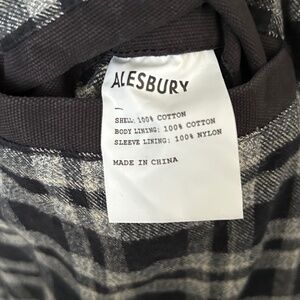 ALESBURY
SHELL: 100% COTTON
BODY LINING: 100% COTTON
SLEEVE LINING: 100% NYLON
MADE IN CHINA